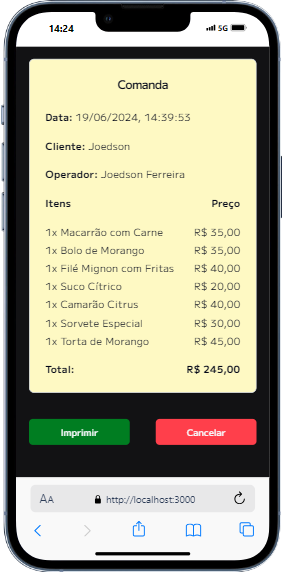 14:24
5G
Comanda
Data: 19/06/2024, 14:39:53
Cliente: Joedson
Operador: Joedson Ferreira
Itens Preço
1x Macarrão com Carne R$ 35,00
1x Bolo de Morango R$ 35,00
1x Filé Mignon com Fritas R$ 40,00
1x Suco Cítrico R$ 20,00
1x Camarão Citrus R$ 40,00
1x Sorvete Especial R$ 30,00
1x Torta de Morango R$ 45,00
Total: R$ 245,00
Imprimir Cancelar
AA http://localhost:3000